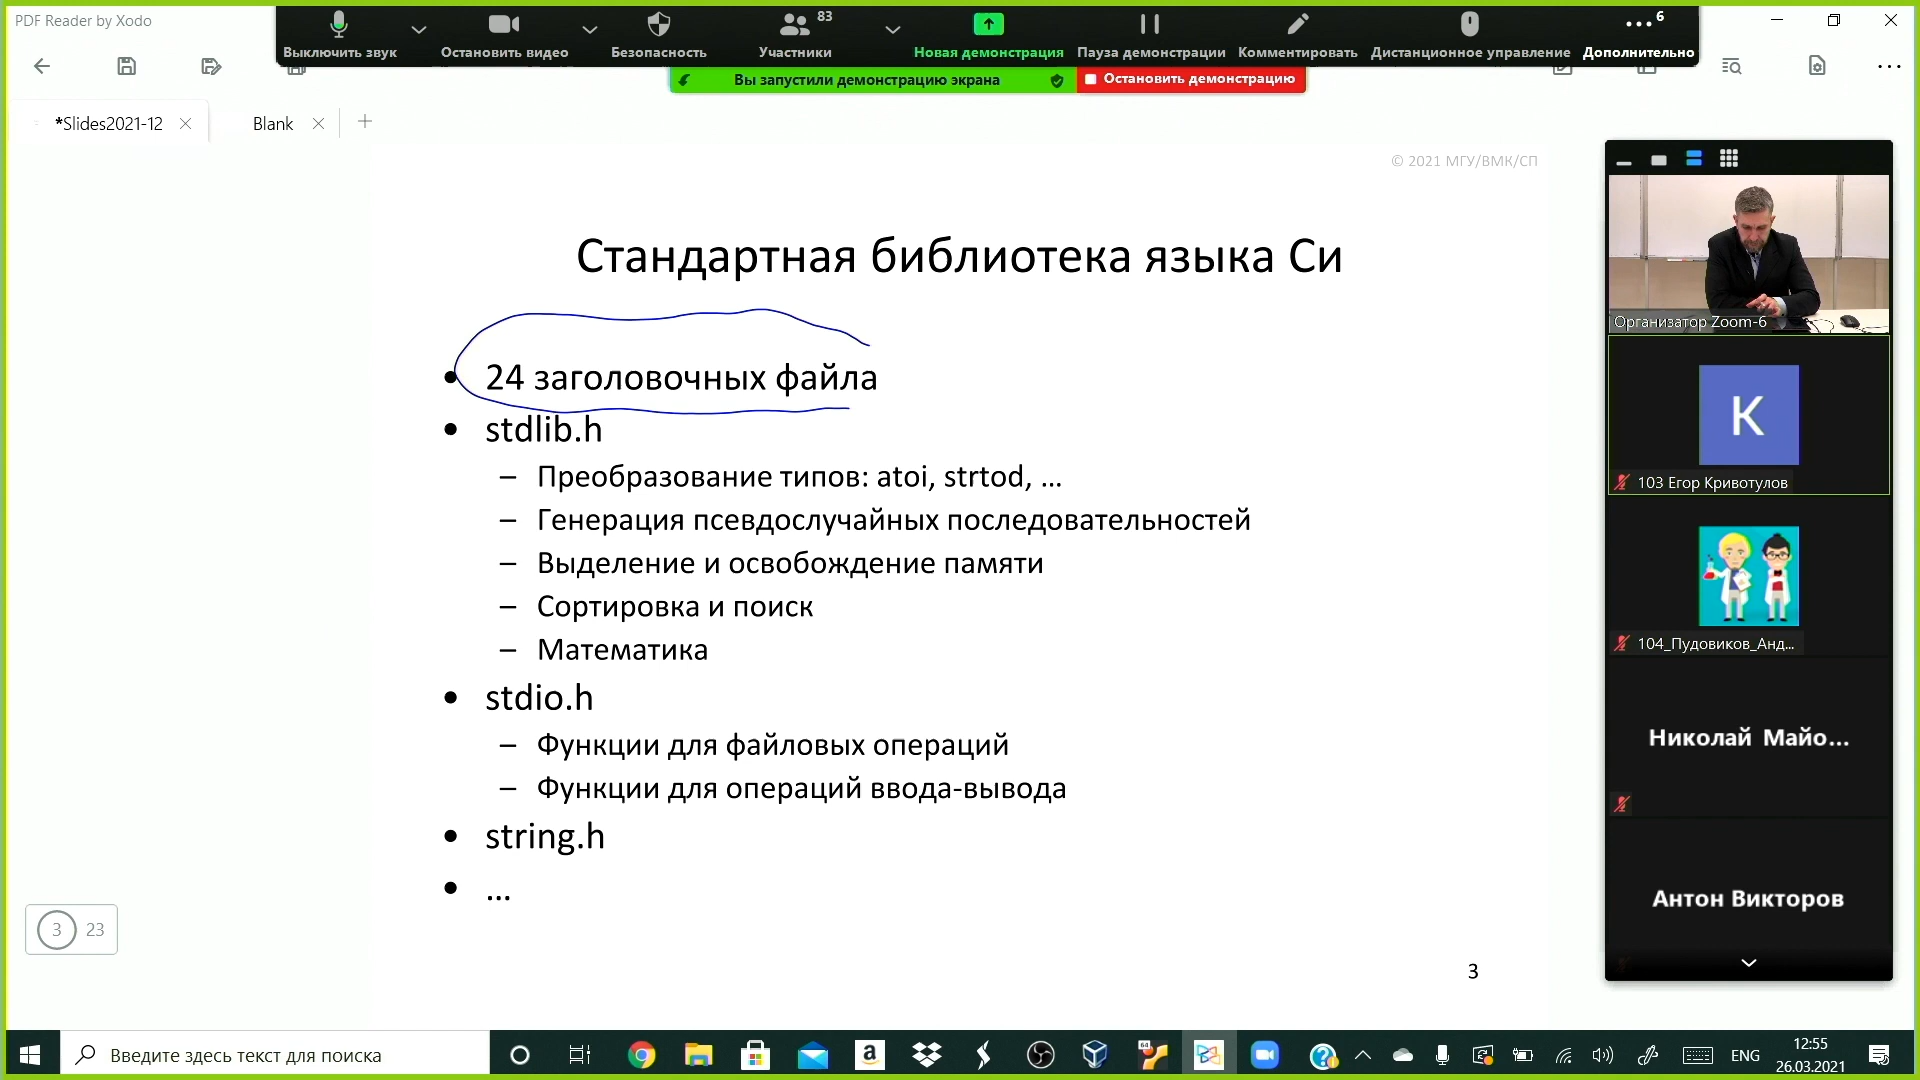 PDF Reader by Xodo
83
6
Выключить звук
Остановить видео
Безопасность
Участники
Новая демонстрация
Пауза демонстрации
Комментировать
Дистанционное управление
Дополнительно
Вы запустили демонстрацию экрана
Остановить демонстрацию
*Slides2021-12
Blank
© 2021 МГУ/ВМК/СП
Стандартная библиотека языка Си
• 24 заголовочных файла
• stdlib.h
– Преобразование типов: atoi, strtod, ...
– Генерация псевдослучайных последовательностей
– Выделение и освобождение памяти
– Сортировка и поиск
– Математика
• stdio.h
– Функции для файловых операций
– Функции для операций ввода-вывода
• string.h
• ...
3
3 23
Организатор Zoom-6
K
103 Егор Кривотулов
104_Пудовиков_Анд...
Николай Майо...
Антон Викторов
Введите здесь текст для поиска
a
64
ENG
12:55
26.03.2021